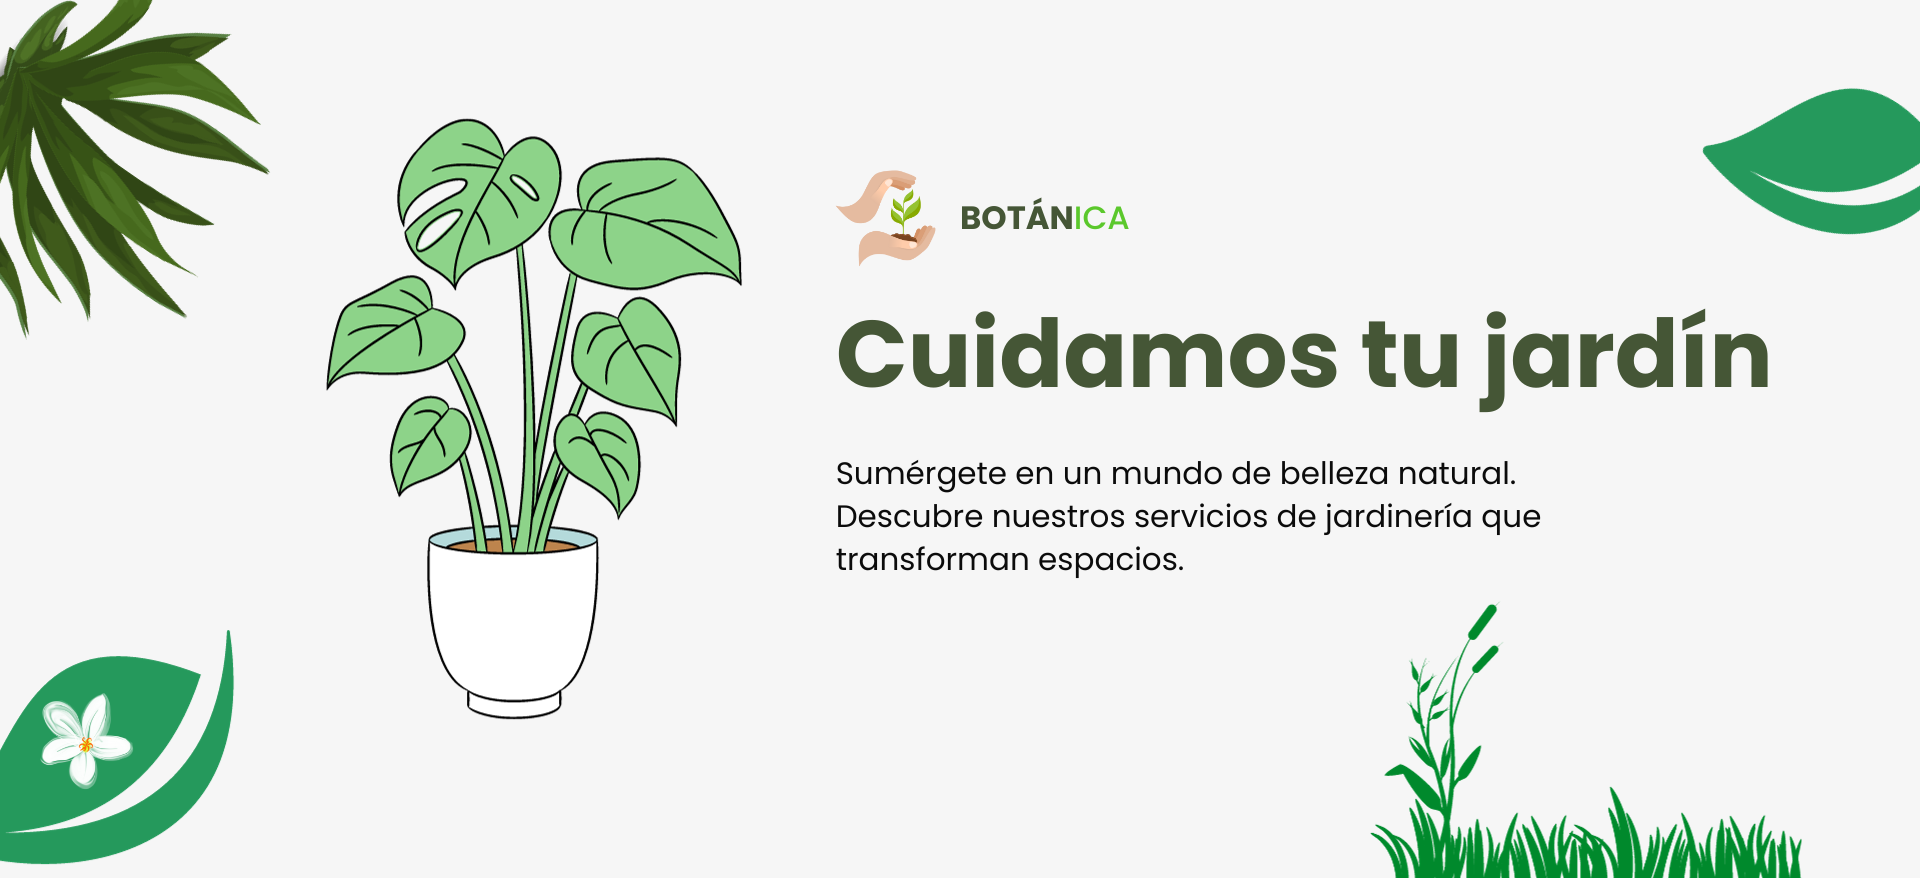 BOTÁNICA
Cuidamos tu jardín
Sumérgete en un mundo de belleza natural.
Descubre nuestros servicios de jardinería que
transforman espacios.